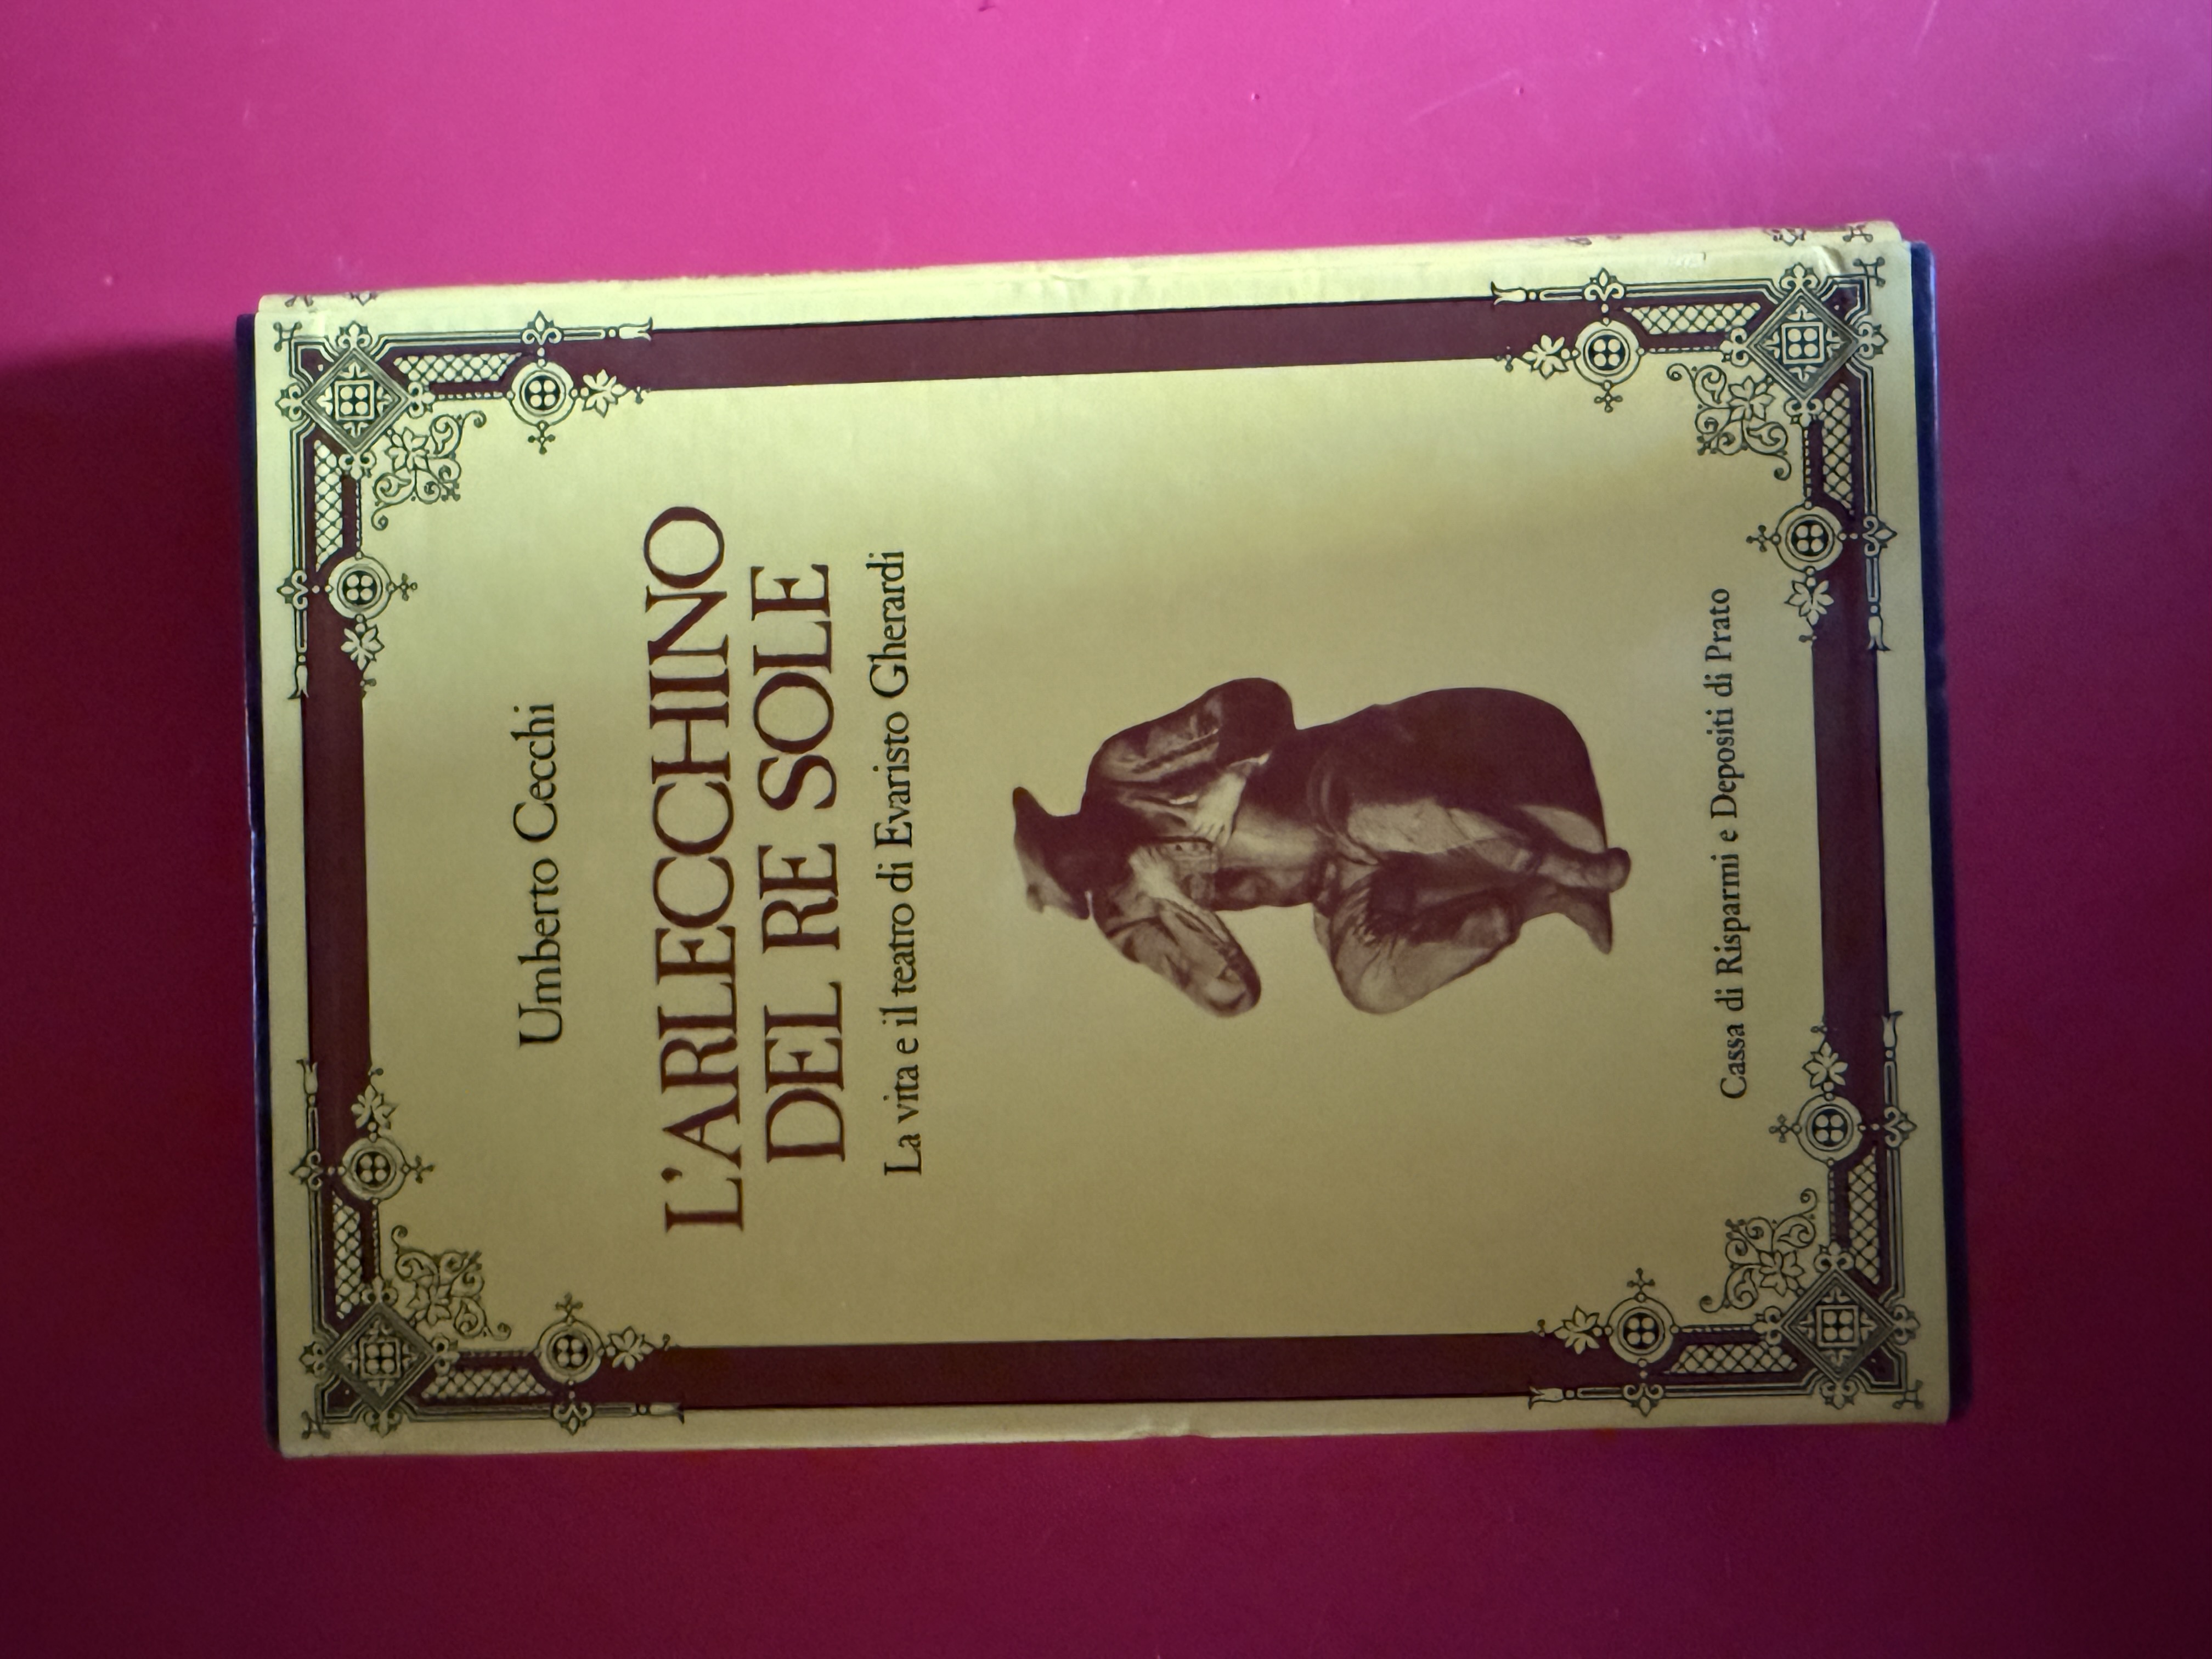 Umberto Cecchi
L'ARLECCHINO
DEL RE SOLE
La vita e il teatro di Evaristo Gherardi
Cassa di Risparmi e Depositi di Prato